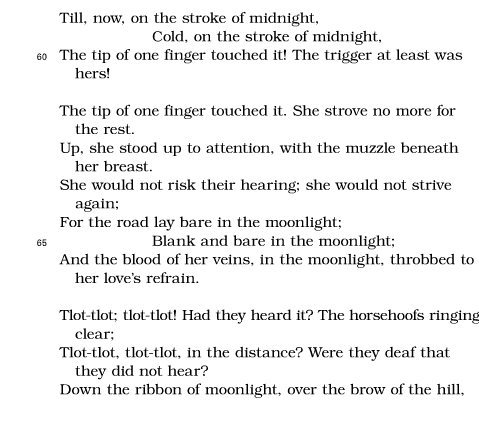 Till, now, on the stroke of midnight,
Cold, on the stroke of midnight,
60 The tip of one finger touched it! The trigger at least was
hers!
The tip of one finger touched it. She strove no more for
the rest.
Up, she stood up to attention, with the muzzle beneath
her breast.
She would not risk their hearing; she would not strive
again;
For the road lay bare in the moonlight;
65 Blank and bare in the moonlight;
And the blood of her veins, in the moonlight, throbbed to
her love's refrain.
Tlot-tlot; tlot-tlot! Had they heard it? The horsehoofs ringing
clear;
Tlot-tlot, tlot-tlot, in the distance? Were they deaf that
they did not hear?
Down the ribbon of moonlight, over the brow of the hill,